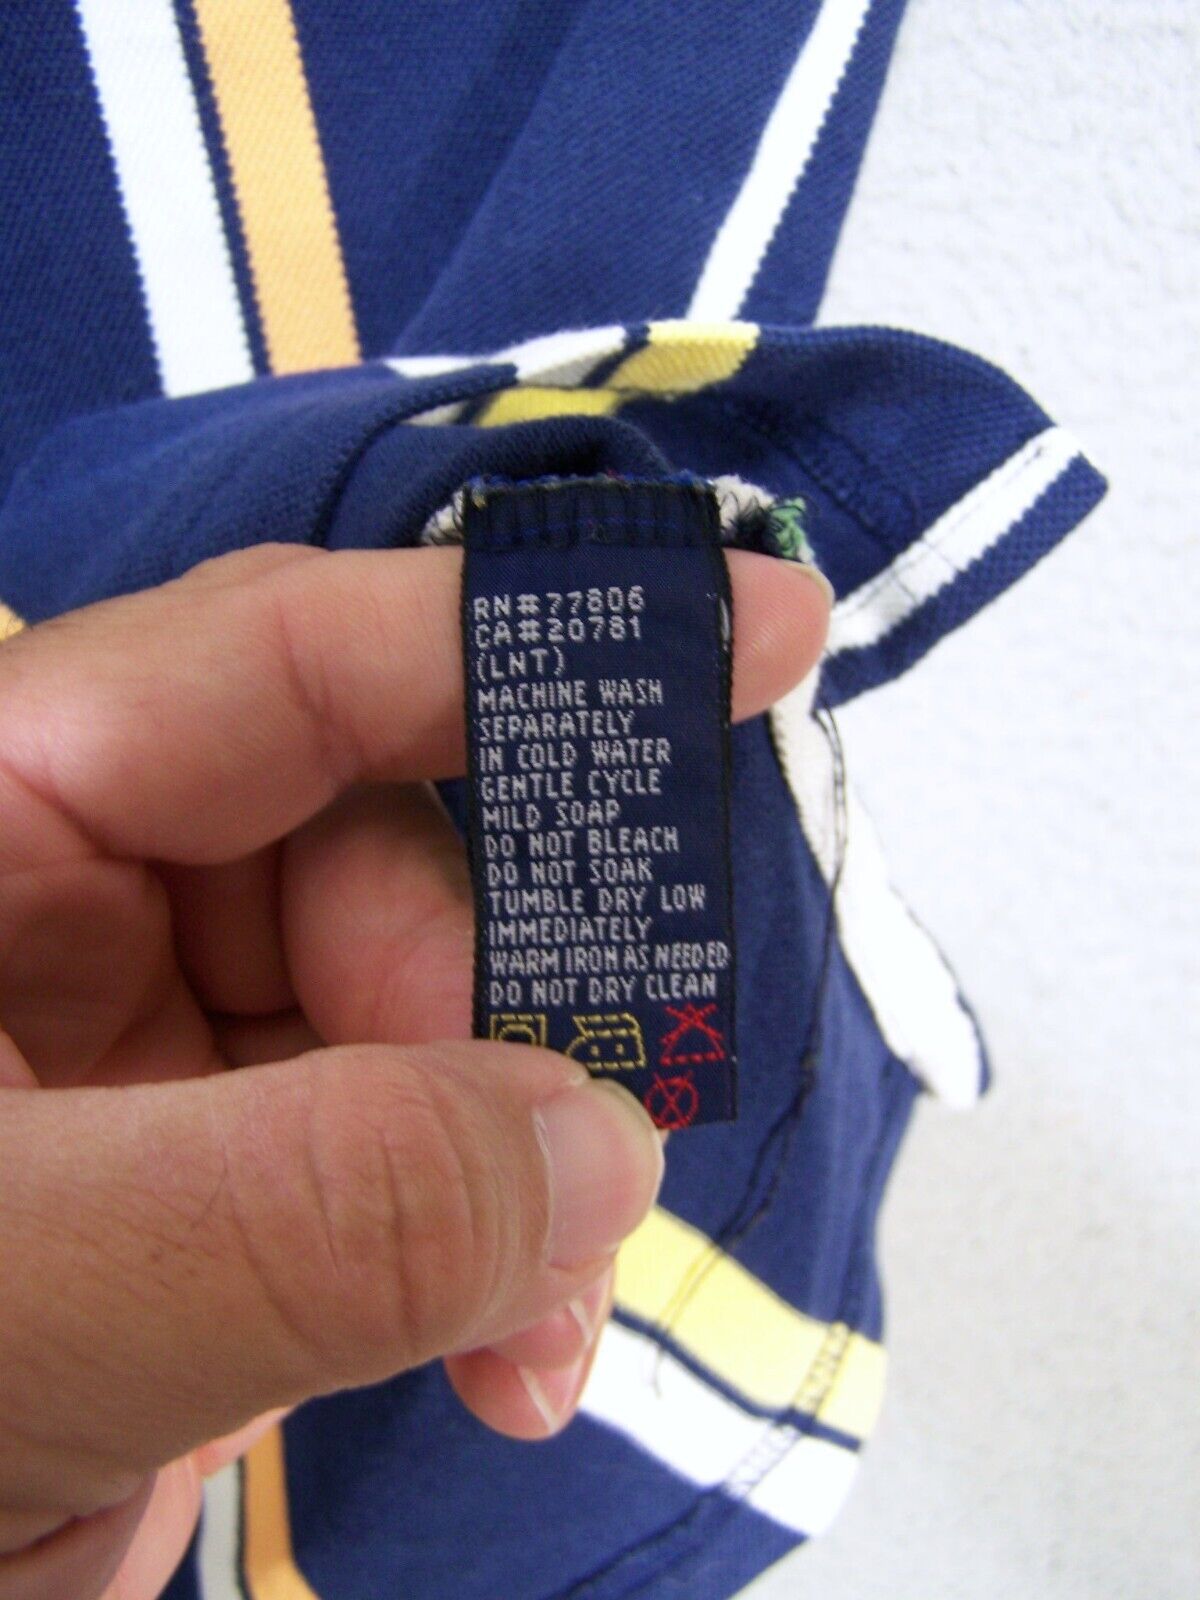 RN#77806
CA#20781
(LNT)
MACHINE WASH
SEPARATELY
IN COLD WATER
GENTLE CYCLE
MILD SOAP
DO NOT BLEACH
DO NOT SOAK
TUMBLE DRY LOW
IMMEDIATELY
WARM IRON AS NEEDED
DO NOT DRY CLEAN